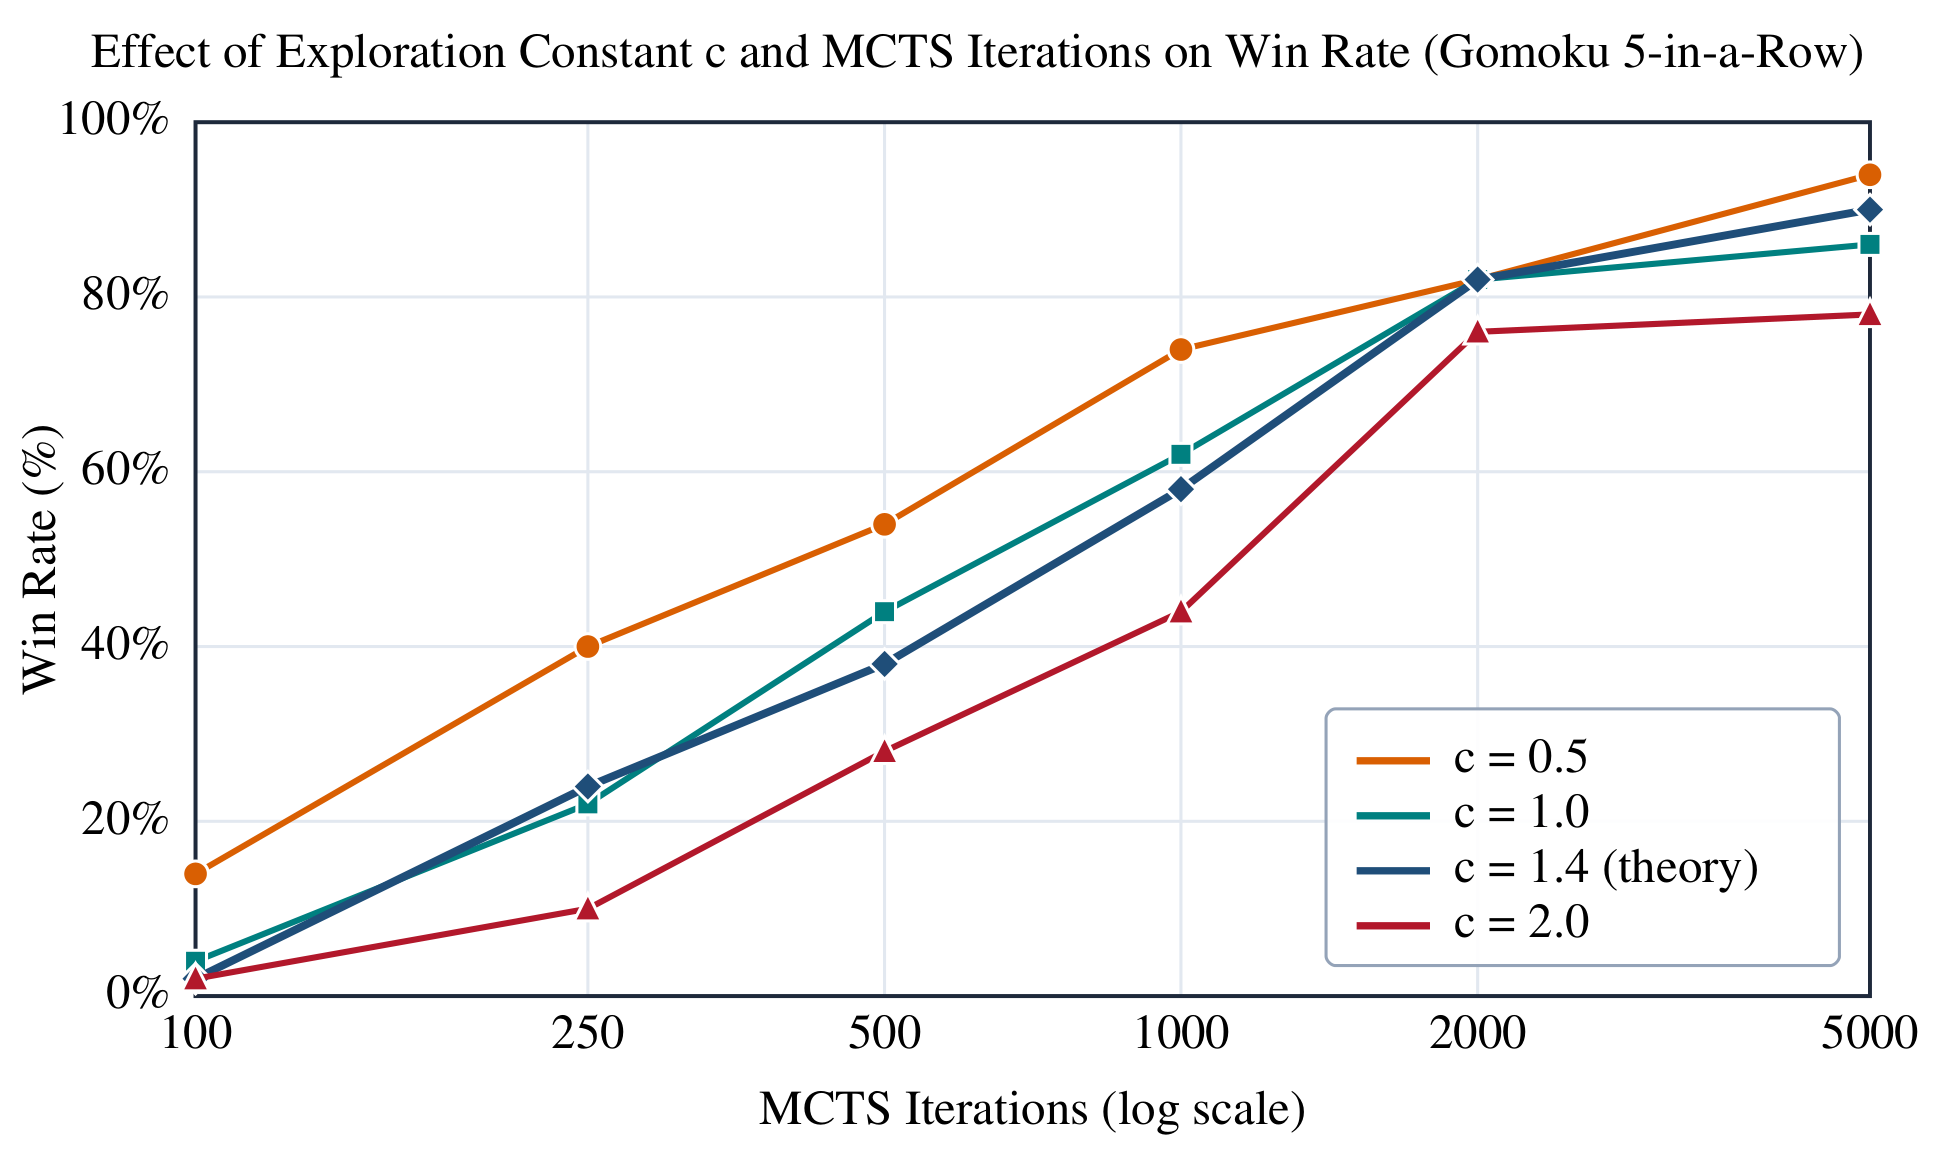 Effect of Exploration Constant c and MCTS Iterations on Win Rate (Gomoku 5-in-a-Row)
100%
80%
60%
40%
20%
0%
Win Rate (%)
100
250
500
1000
2000
5000
MCTS Iterations (log scale)
c = 0.5
c = 1.0
c = 1.4 (theory)
c = 2.0